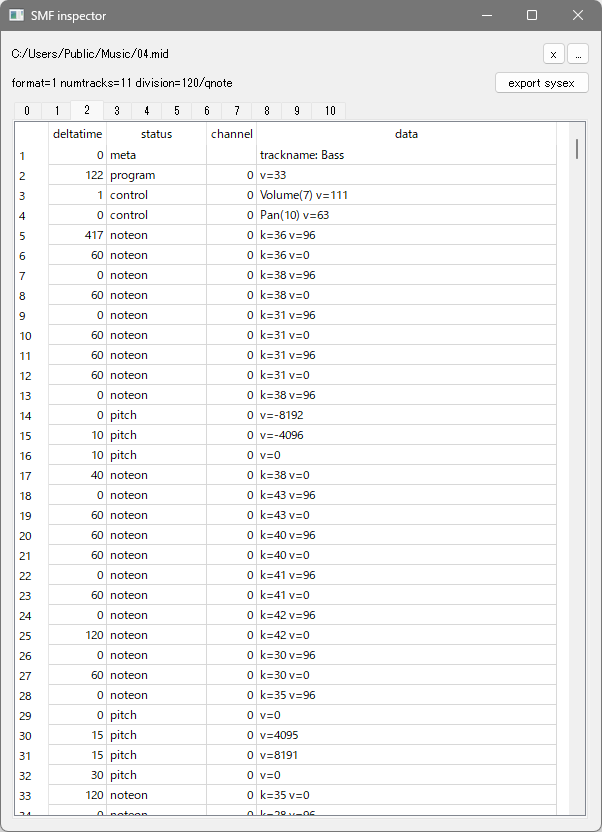 SMF inspector
C:/Users/Public/Music/04.mid x ...
format=1 numtracks=11 division=120/qnote export sysex
0 1 2 3 4 5 6 7 8 9 10
deltatime status channel data
1 0 meta trackname: Bass
2 122 program 0 v=33
3 1 control 0 Volume(7) v=111
4 0 control 0 Pan(10) v=63
5 417 noteon 0 k=36 v=96
6 60 noteon 0 k=36 v=0
7 0 noteon 0 k=38 v=96
8 60 noteon 0 k=38 v=0
9 0 noteon 0 k=31 v=96
10 60 noteon 0 k=31 v=0
11 60 noteon 0 k=31 v=96
12 60 noteon 0 k=31 v=0
13 0 noteon 0 k=38 v=96
14 0 pitch 0 v=-8192
15 10 pitch 0 v=-4096
16 10 pitch 0 v=0
17 40 noteon 0 k=38 v=0
18 0 noteon 0 k=43 v=96
19 60 noteon 0 k=43 v=0
20 60 noteon 0 k=40 v=96
21 60 noteon 0 k=40 v=0
22 0 noteon 0 k=41 v=96
23 60 noteon 0 k=41 v=0
24 0 noteon 0 k=42 v=96
25 120 noteon 0 k=42 v=0
26 0 noteon 0 k=30 v=96
27 60 noteon 0 k=30 v=0
28 0 noteon 0 k=35 v=96
29 0 pitch 0 v=0
30 15 pitch 0 v=4095
31 15 pitch 0 v=8191
32 30 pitch 0 v=0
33 120 noteon 0 k=35 v=0
34 0 noteon 0 k=28 v=96